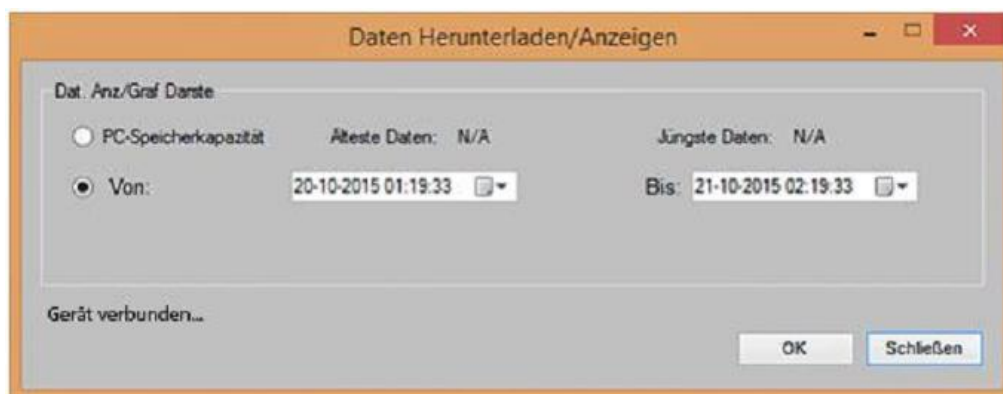 Daten Herunterladen/Anzeigen
Dat. Anz/Graf Darste
PC-Speicherkapazität Älteste Daten: N/A Jüngste Daten: N/A
Von: 20-10-2015 01:19:33 Bis: 21-10-2015 02:19:33
Gerät verbunden...
OK Schließen